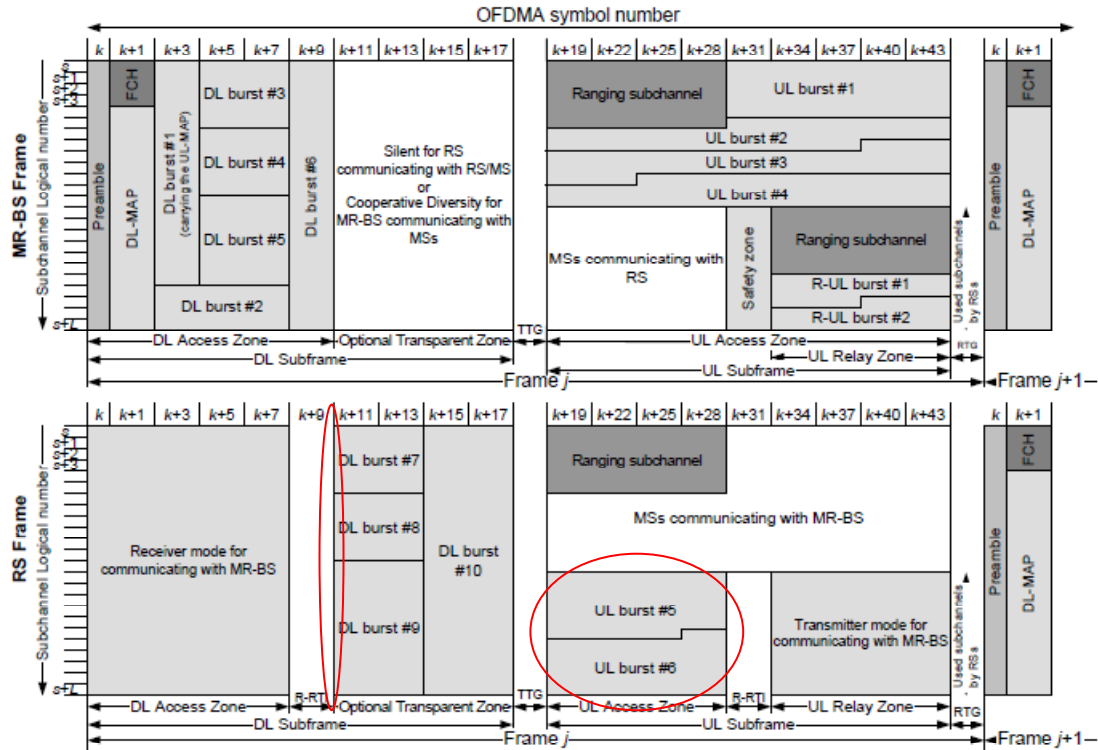 OFDMA symbol number
k k+1 k+3 k+5 k+7 k+9 k+11 k+13 k+15 k+17 k+19 k+22 k+25 k+28 k+31 k+34 k+37 k+40 k+43 k k+1
MR-BS Frame
Subchannel Logical number
s
s+1
s+2
s+3
s+L
Preamble
FCH
DL-MAP
DL burst #1
(carrying the UL-MAP)
DL burst #3
DL burst #4
DL burst #5
DL burst #2
DL burst #6
Silent for RS
communicating with RS/MS
or
Cooperative Diversity for
MR-BS communicating with
MSs
Ranging subchannel
UL burst #1
UL burst #2
UL burst #3
UL burst #4
MSs communicating with
RS
Safety zone
Ranging subchannel
R-UL burst #1
R-UL burst #2
Used subchannels
by RSs
Preamble
FCH
DL-MAP
DL Access Zone
Optional Transparent Zone
TTG
UL Access Zone
RTG
DL Subframe
UL Relay Zone
UL Subframe
Frame j
Frame j+1
k k+1 k+3 k+5 k+7 k+9 k+11 k+13 k+15 k+17 k+19 k+22 k+25 k+28 k+31 k+34 k+37 k+40 k+43 k k+1
RS Frame
Subchannel Logical number
s
s+1
s+2
s+3
s+L
Receiver mode for
communicating with MR-BS
DL burst #7
DL burst #8
DL burst #9
DL burst
#10
Ranging subchannel
MSs communicating with MR-BS
UL burst #5
UL burst #6
Transmitter mode for
communicating with MR-BS
Used subchannels
by RSs
Preamble
FCH
DL-MAP
DL Access Zone
R-RTI
Optional Transparent Zone
TTG
UL Access Zone
R-RTI
UL Relay Zone
RTG
DL Subframe
UL Subframe
Frame j
Frame j+1